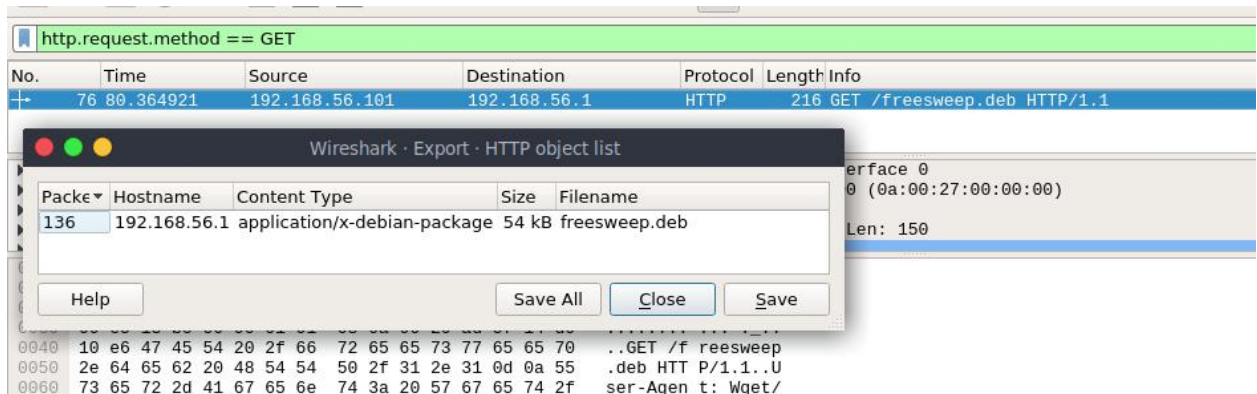 http.request.method == GET
No. Time Source Destination Protocol Length Info
76 80.364921 192.168.56.101 192.168.56.1 HTTP 216 GET /freesweep.deb HTTP/1.1
Wireshark · Export · HTTP object list
erface 0
0 (0a:00:27:00:00:00)
Packe Hostname Content Type Size Filename
136 192.168.56.1 application/x-debian-package 54 kB freesweep.deb
Len: 150
Help Save All Close Save
0040 10 e6 47 45 54 20 2f 66 72 65 65 73 77 65 65 70 ..GET /f reesweep
0050 2e 64 65 62 20 48 54 54 50 2f 31 2e 31 0d 0a 55 .deb HTT P/1.1..U
0060 73 65 72 2d 41 67 65 6e 74 3a 20 57 67 65 74 2f ser-Agen t: Wget/